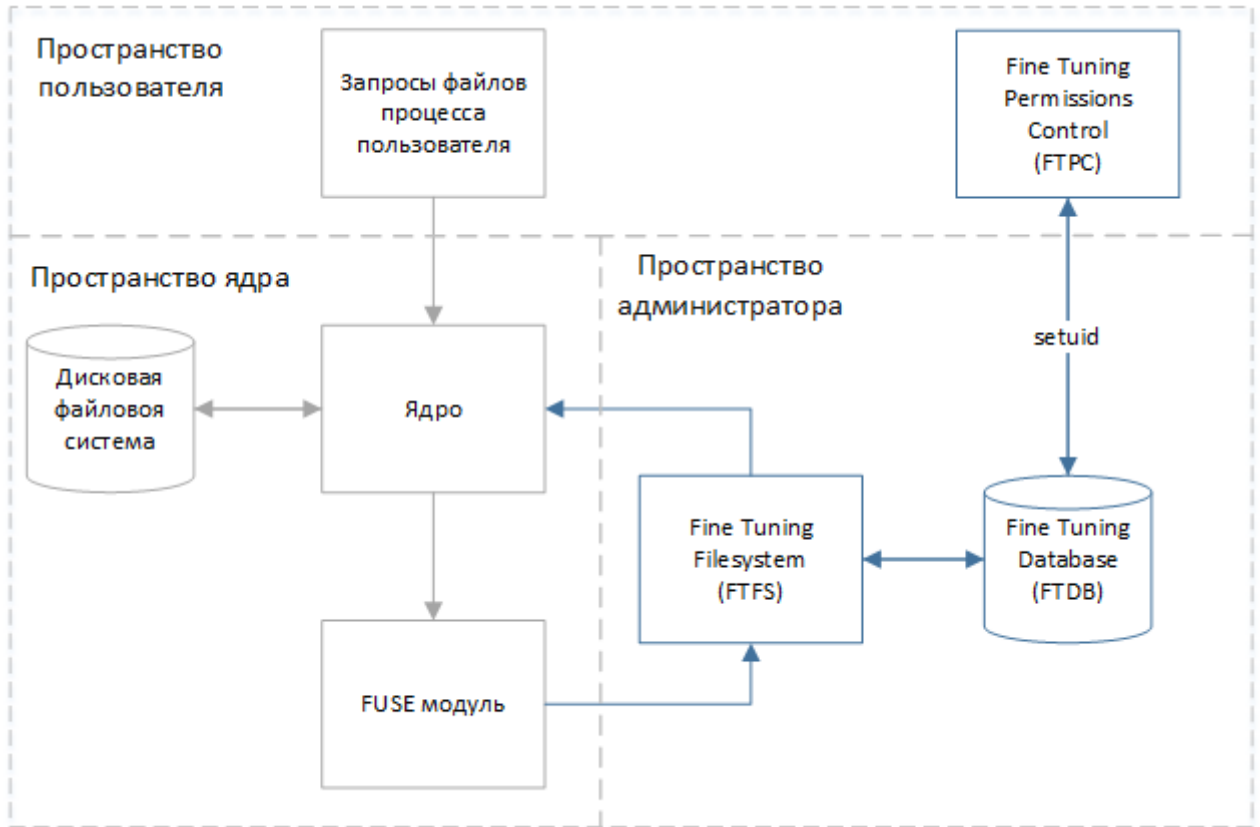 Пространство
пользователя
Запросы файлов
процесса
пользователя
Fine Tuning
Permissions
Control
(FTPC)
Пространство ядра
Пространство
администратора
setuid
Дисковая
файловоя
система
Ядро
Fine Tuning
Filesystem
(FTFS)
Fine Tuning
Database
(FTDB)
FUSE модуль